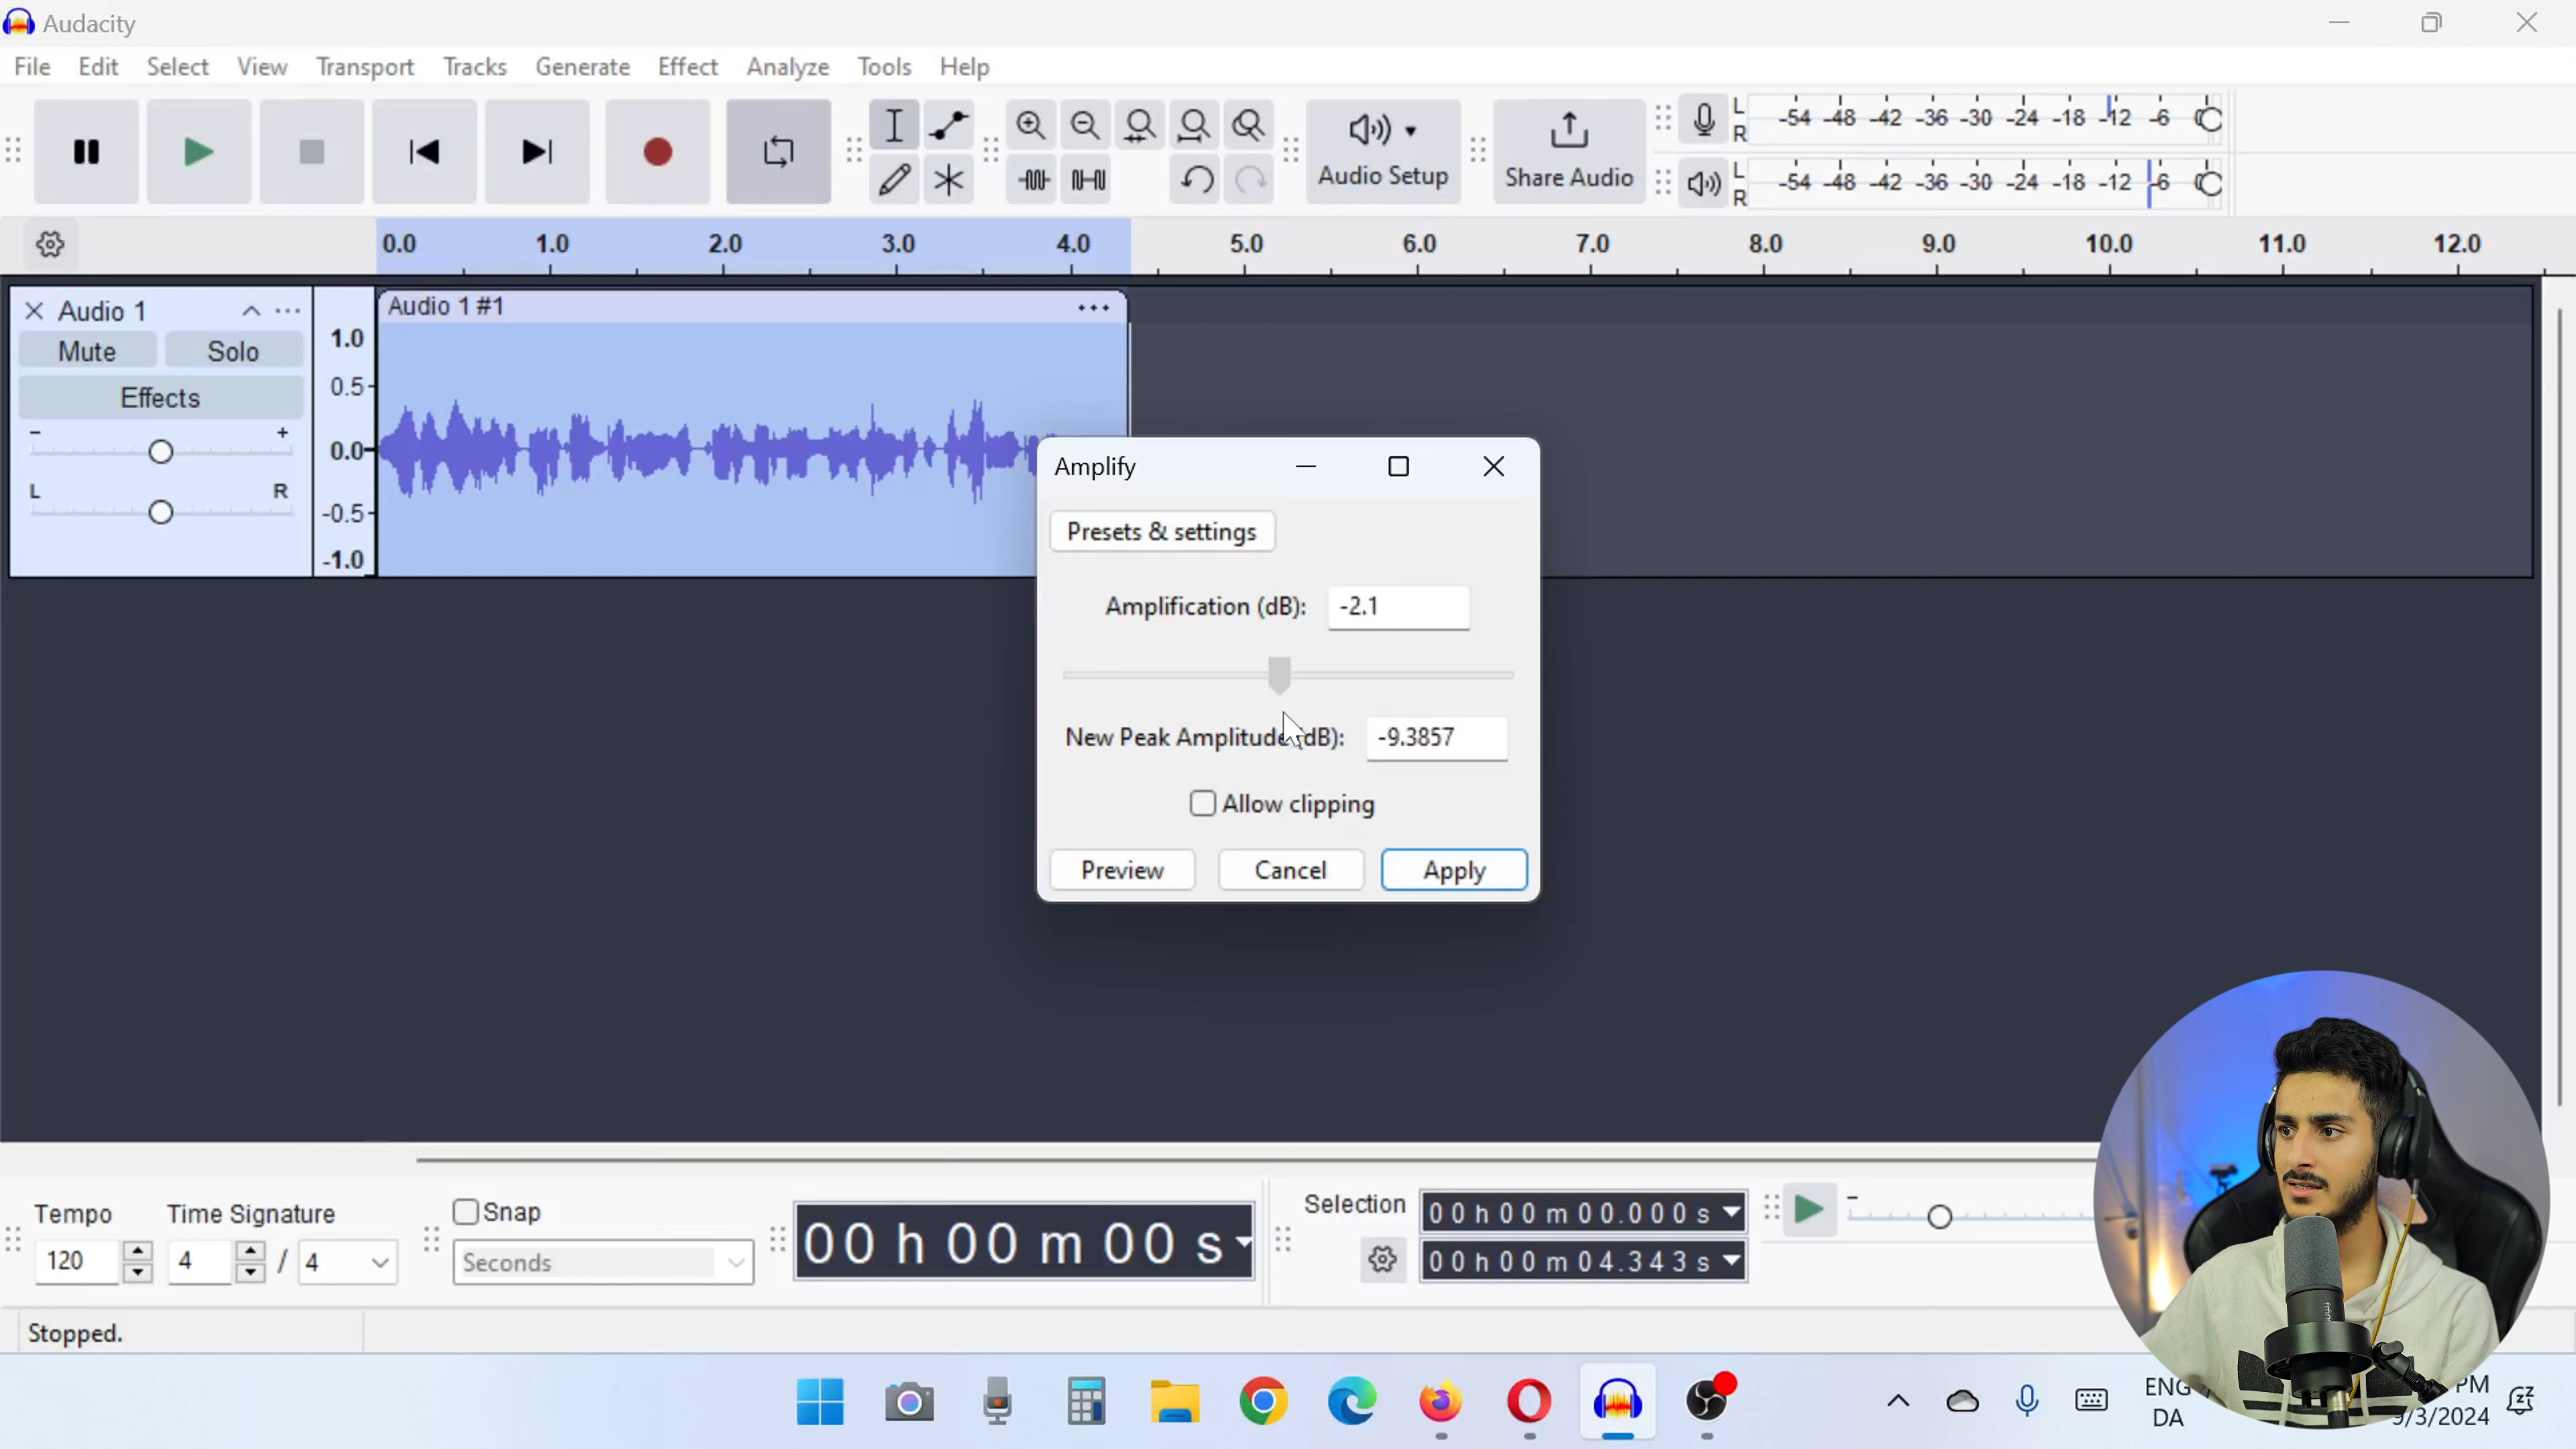 Audacity
File Edit Select View Transport Tracks Generate Effect Analyze Tools Help
Audio Setup
Share Audio
L
R
-54 -48 -42 -36 -30 -24 -18 -12 -6 0
L
R
-54 -48 -42 -36 -30 -24 -18 -12 -6 0
0.0 1.0 2.0 3.0 4.0 5.0 6.0 7.0 8.0 9.0 10.0 11.0 12.0
Audio 1
Mute Solo
Effects
- +
L R
1.0
0.5
0.0
-0.5
-1.0
Audio 1 #1
Amplify
Presets & settings
Amplification (dB): -2.1
New Peak Amplitude (dB): -9.3857
Allow clipping
Preview Cancel Apply
Tempo
120
Time Signature
4 / 4
Snap
Seconds
00 h 00 m 00 s
Selection
00 h 00 m 00.000 s
00 h 00 m 04.343 s
Stopped.
ENG
DA
PM
9/3/2024